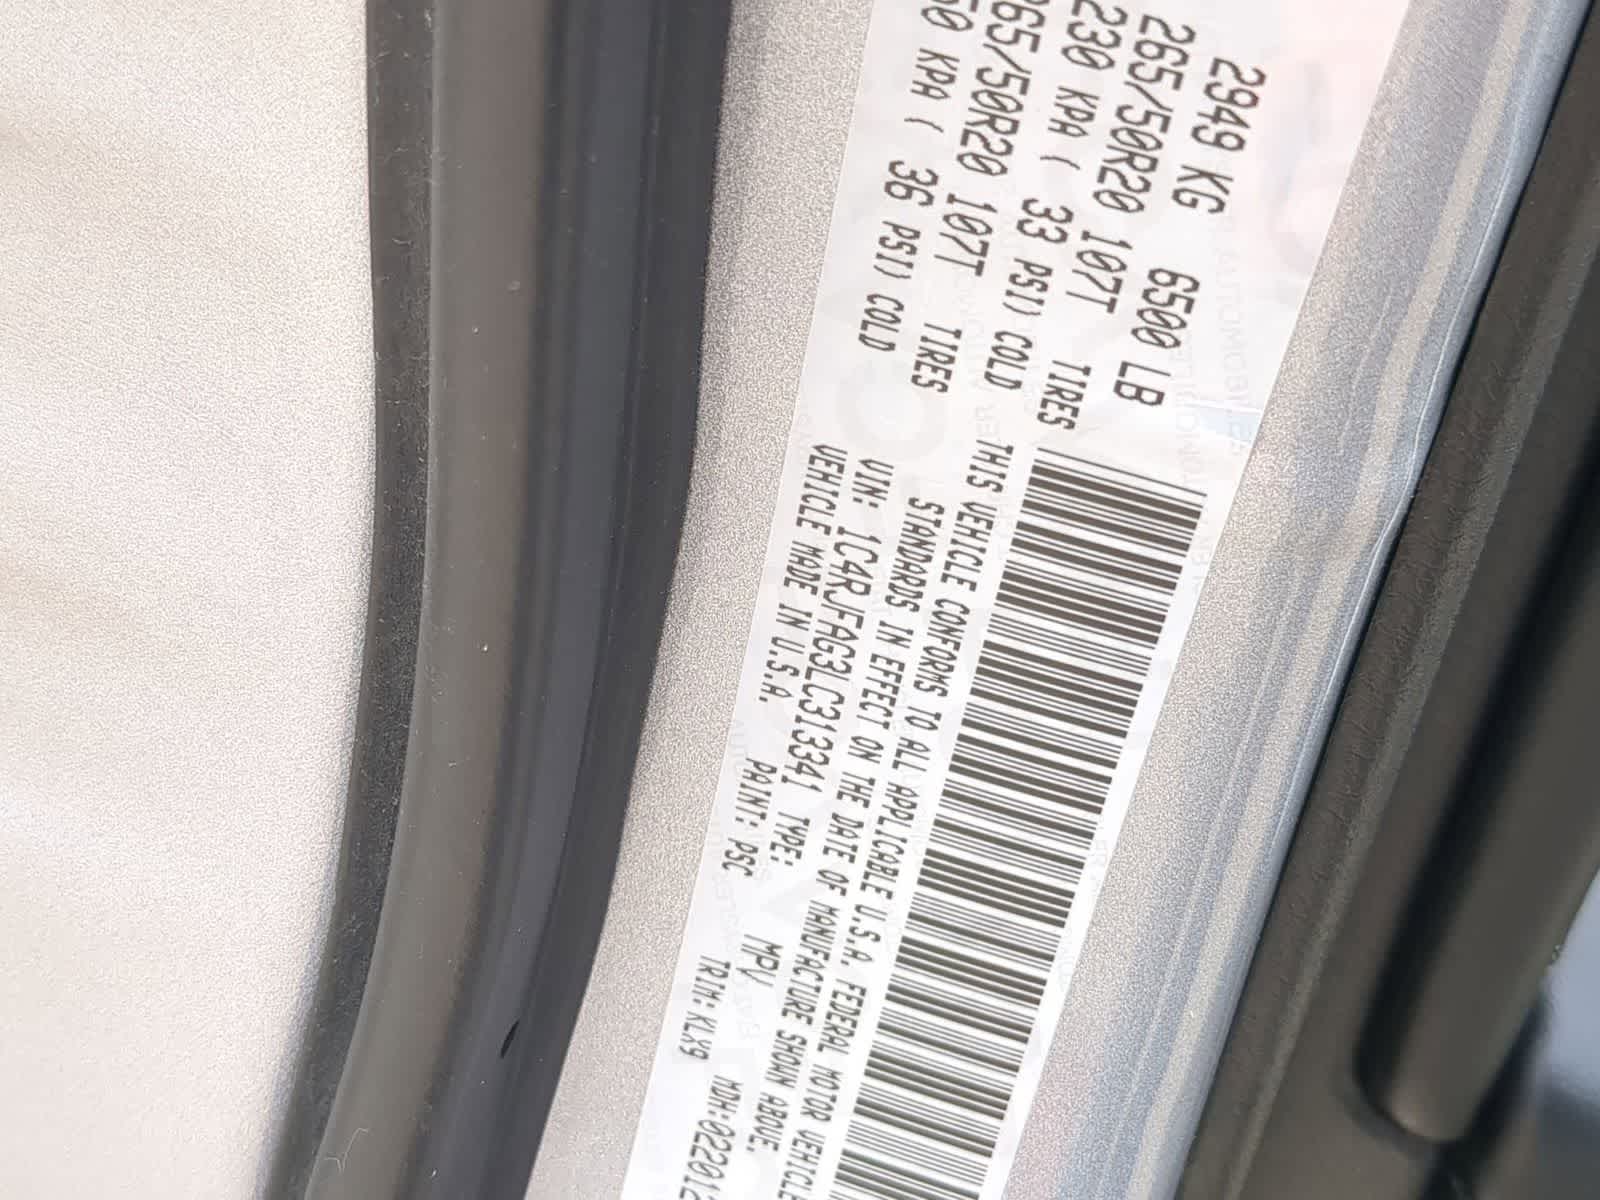 2949 KG 6500 LB
265/50R20 107T TIRES
230 KPA ( 33 PSI) COLD
265/50R20 107T TIRES
KPA ( 36 PSI) COLD
THIS VEHICLE CONFORMS TO ALL APPLICABLE U.S.A. FEDERAL MOTOR VEHICLE
STANDARDS IN EFFECT ON THE DATE OF MANUFACTURE SHOWN ABOVE.
VIN: 1C4RJFAG3LC313341 TYPE: MPV
VEHICLE MADE IN U.S.A. PAINT: PSC TRIM: KLX9 MDH:022012